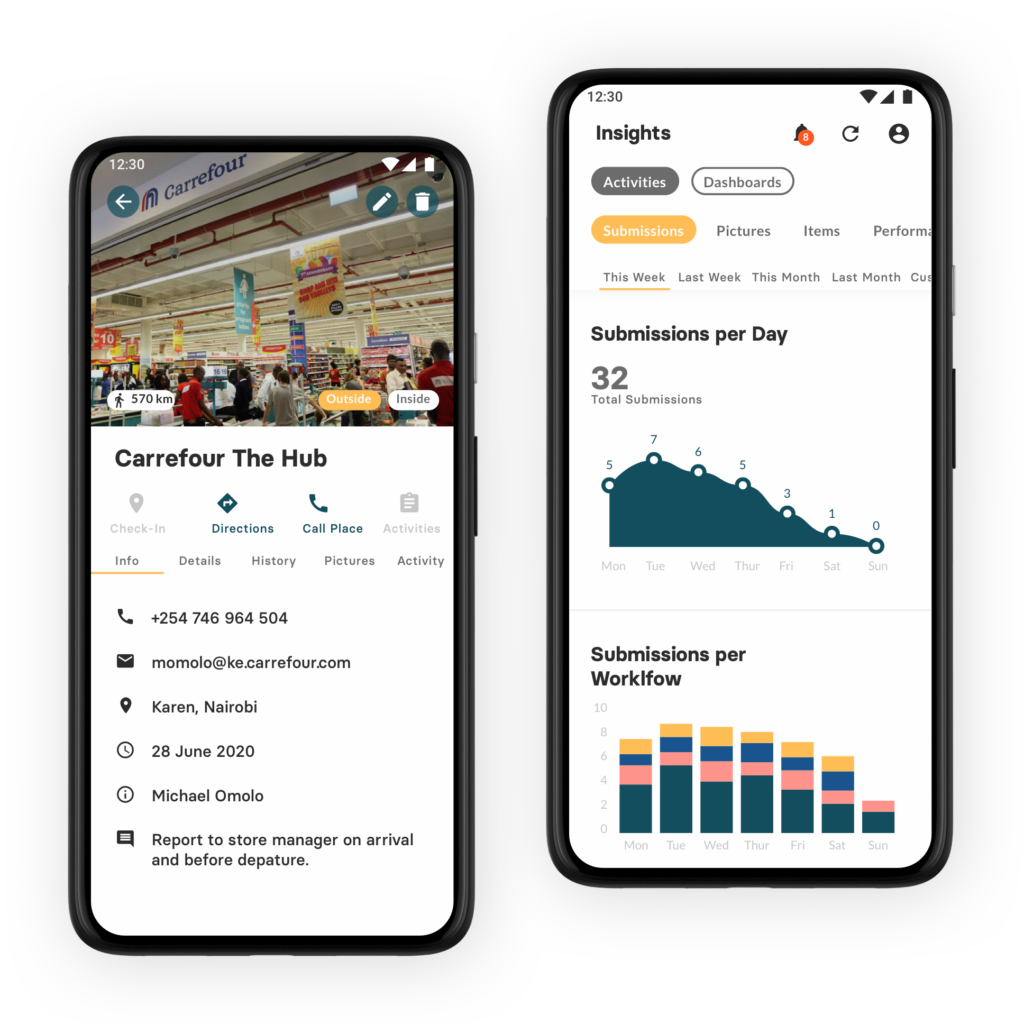 12:30
Carrefour
10
16 16
570 km
Outside
Inside
Carrefour The Hub
Check-In
Directions
Call Place
Activities
Info
Details
History
Pictures
Activity
+254 746 964 504
momolo@ke.carrefour.com
Karen, Nairobi
28 June 2020
Michael Omolo
Report to store manager on arrival
and before depature.
12:30
Insights
8
Activities
Dashboards
Submissions
Pictures
Items
Performa
This Week
Last Week
This Month
Last Month
Cus
Submissions per Day
32
Total Submissions
5
7
6
5
3
1
0
Mon Tue Wed Thur Fri Sat Sun
Submissions per
Worklfow
10
8
6
4
2
0
Mon Tue Wed Thur Fri Sat Sun